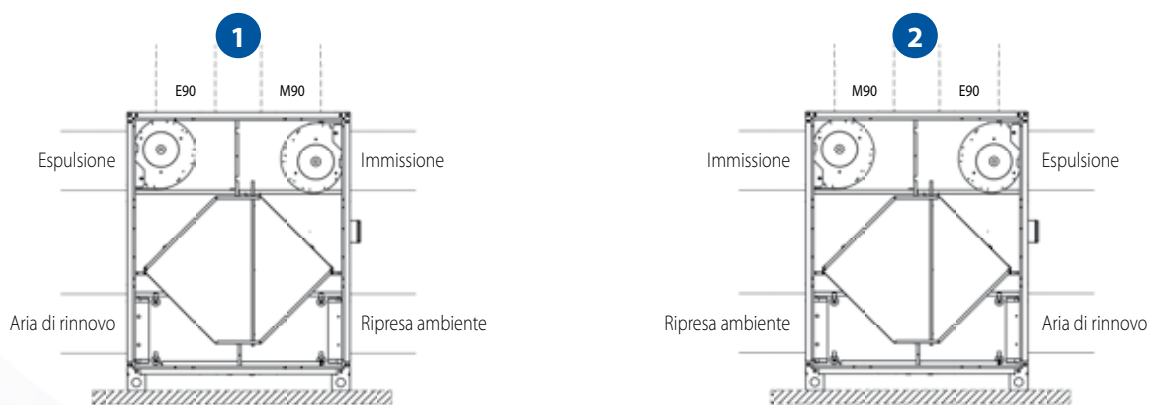 1
E90 M90
Espulsione
Immissione
Aria di rinnovo
Ripresa ambiente
2
M90 E90
Immissione
Espulsione
Ripresa ambiente
Aria di rinnovo